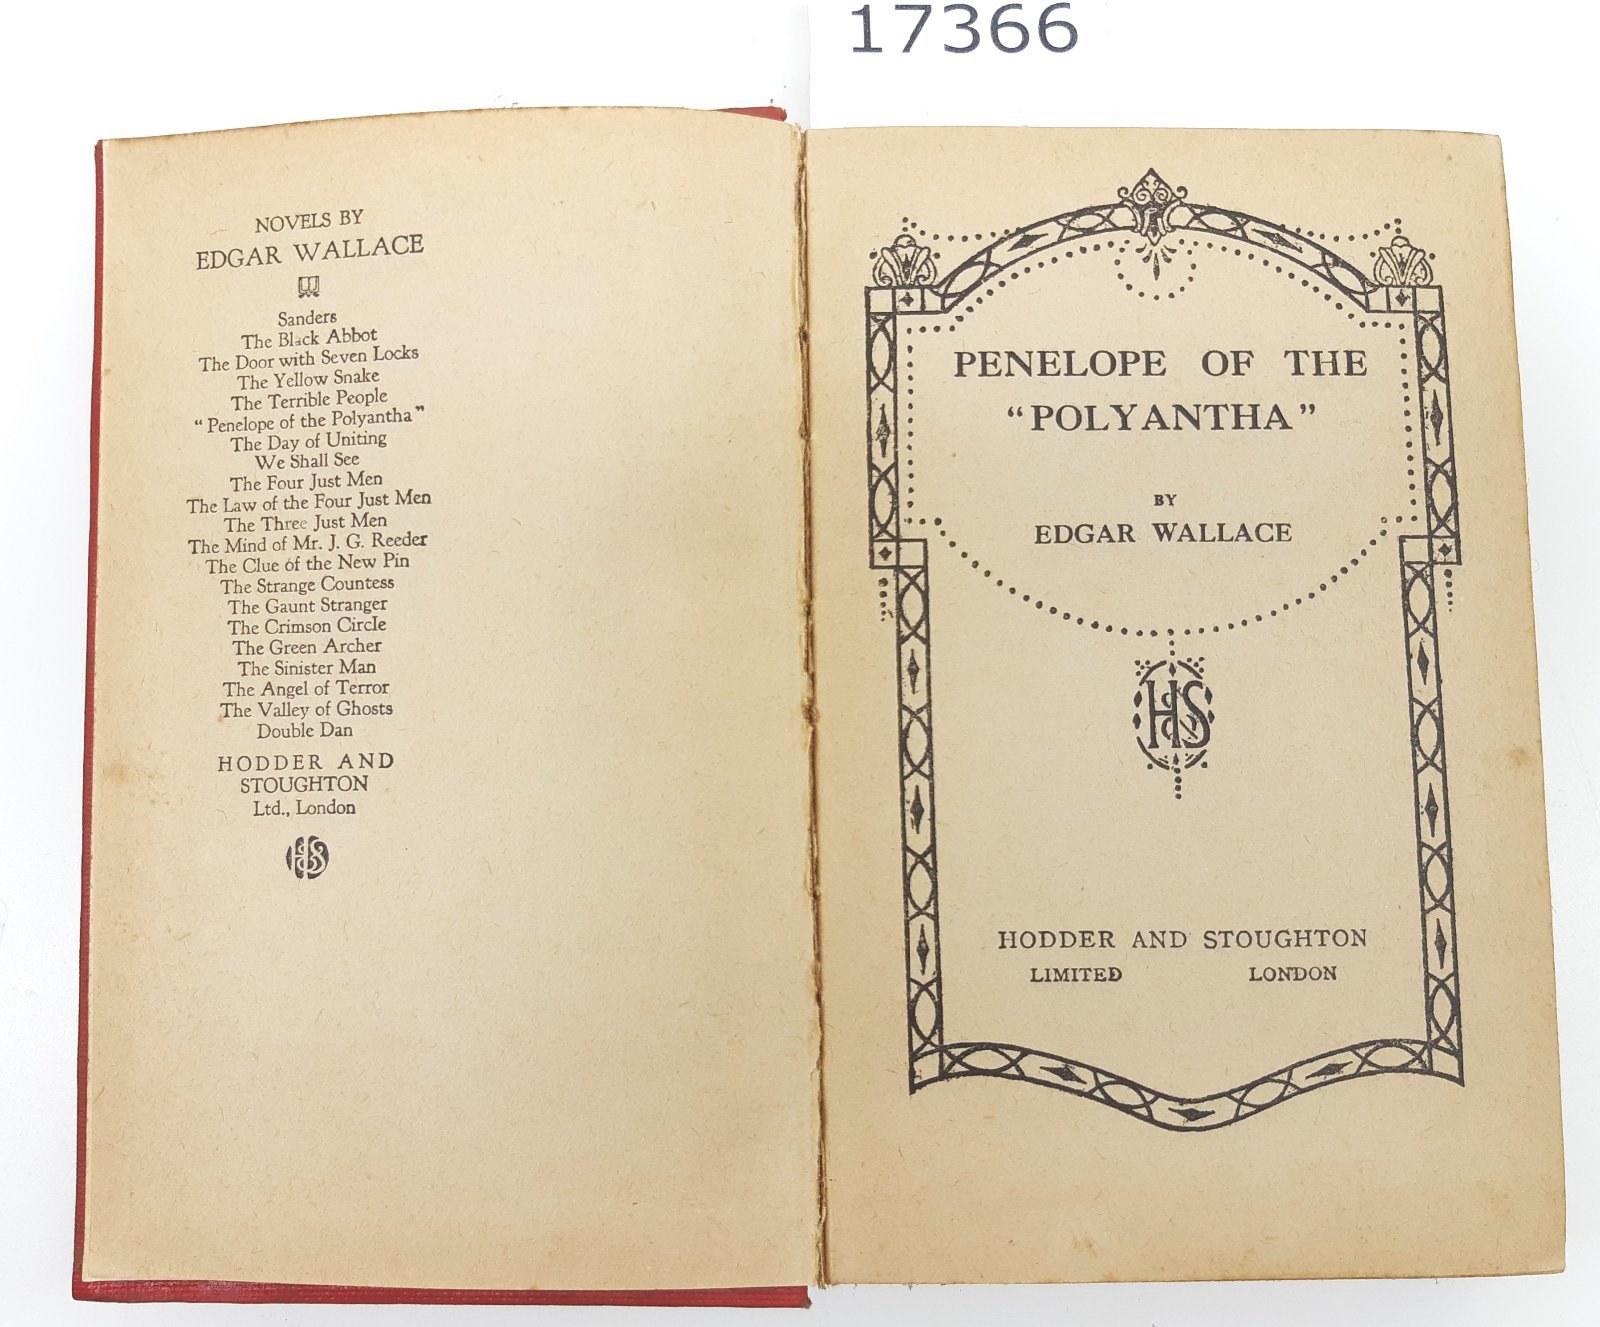 17366
NOVELS BY
EDGAR WALLACE
Sanders
The Black Abbot
The Door with Seven Locks
The Yellow Snake
The Terrible People
“Penelope of the Polyantha”
The Day of Uniting
We Shall See
The Four Just Men
The Law of the Four Just Men
The Three Just Men
The Mind of Mr. J. G. Reeder
The Clue of the New Pin
The Strange Countess
The Gaunt Stranger
The Crimson Circle
The Green Archer
The Sinister Man
The Angel of Terror
The Valley of Ghosts
Double Dan
HODDER AND
STOUGHTON
Ltd., London
H&S
PENELOPE OF THE
“POLYANTHA”
BY
EDGAR WALLACE
H&S
HODDER AND STOUGHTON
LIMITED LONDON